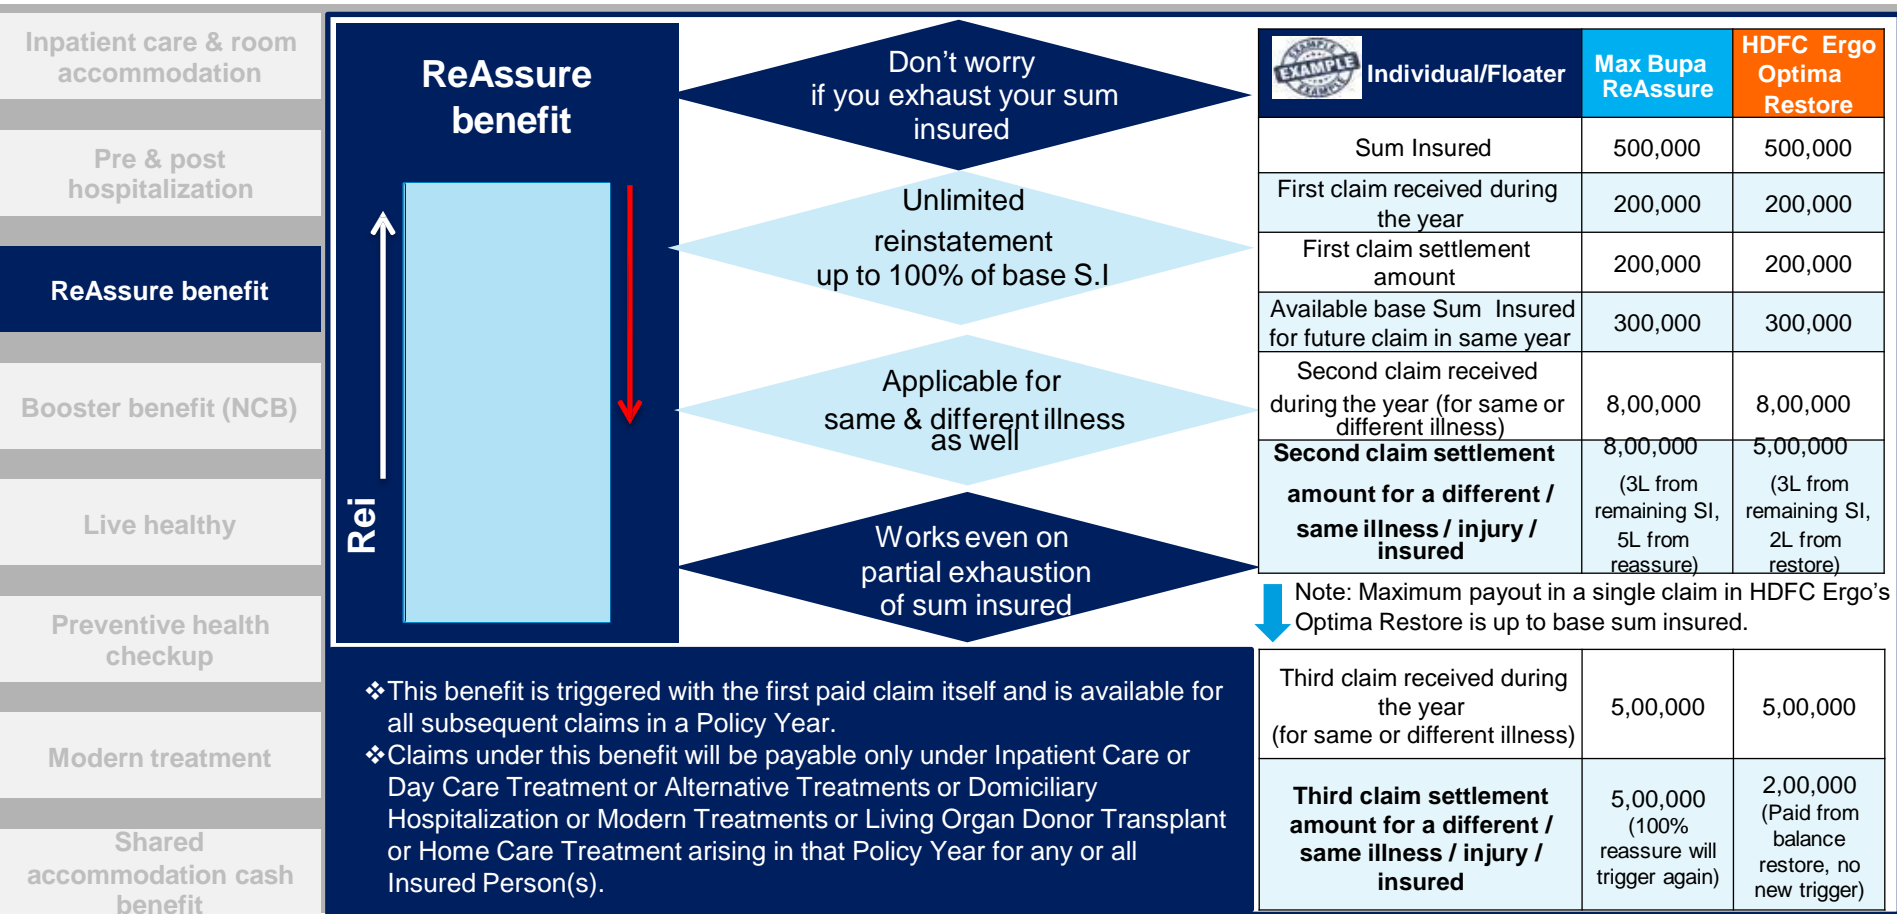 Inpatient care & room
accommodation
Pre & post
hospitalization
ReAssure benefit
Booster benefit (NCB)
Live healthy
Preventive health
checkup
Modern treatment
Shared
accommodation cash
benefit
ReAssure
benefit
Rei
Don't worry
if you exhaust your sum
insured
Unlimited
reinstatement
up to 100% of base S.I
Applicable for
same & different illness
as well
Works even on
partial exhaustion
of sum insured
❖This benefit is triggered with the first paid claim itself and is available for
all subsequent claims in a Policy Year.
❖Claims under this benefit will be payable only under Inpatient Care or
Day Care Treatment or Alternative Treatments or Domiciliary
Hospitalization or Modern Treatments or Living Organ Donor Transplant
or Home Care Treatment arising in that Policy Year for any or all
Insured Person(s).
EXAMPLE
EXAMPLE
EXAMPLE
Individual/Floater
Max Bupa
ReAssure
HDFC Ergo
Optima
Restore
Sum Insured
500,000
500,000
First claim received during
the year
200,000
200,000
First claim settlement
amount
200,000
200,000
Available base Sum Insured
for future claim in same year
300,000
300,000
Second claim received
during the year (for same or
different illness)
8,00,000
8,00,000
Second claim settlement
amount for a different /
same illness / injury /
insured
8,00,000
(3L from
remaining SI,
5L from
reassure)
5,00,000
(3L from
remaining SI,
2L from
restore)
Note: Maximum payout in a single claim in HDFC Ergo's
Optima Restore is up to base sum insured.
Third claim received during
the year
(for same or different illness)
5,00,000
5,00,000
Third claim settlement
amount for a different /
same illness / injury /
insured
5,00,000
(100%
reassure will
trigger again)
2,00,000
(Paid from
balance
restore, no
new trigger)